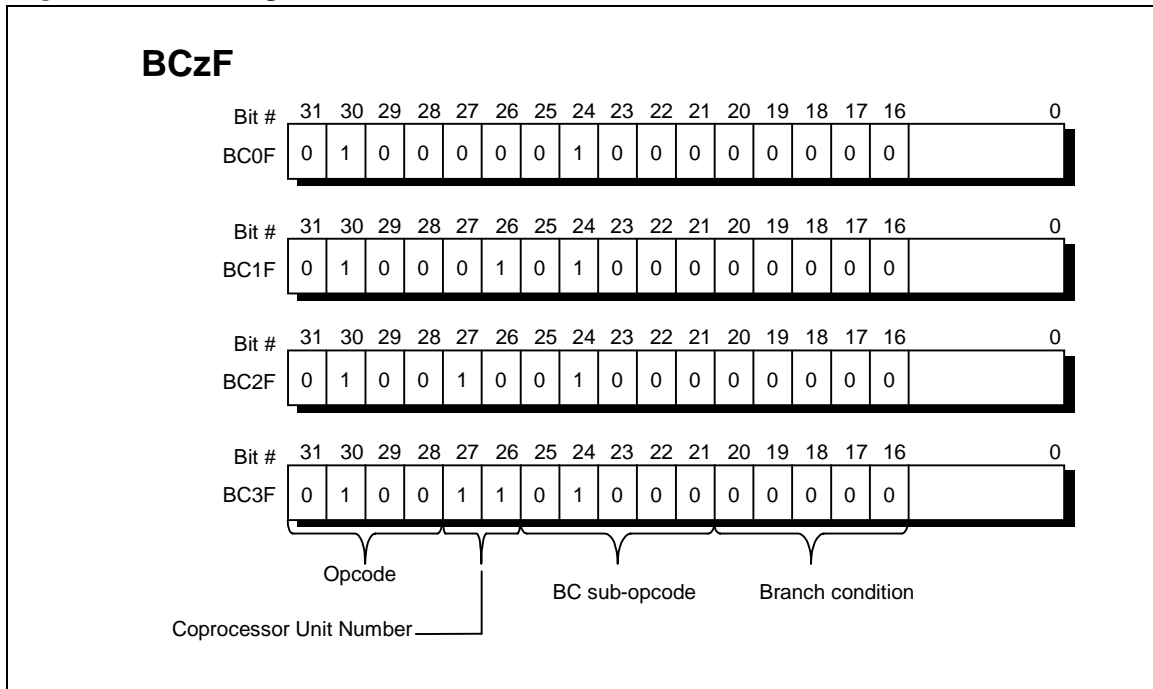 BCzF
Bit # 31 30 29 28 27 26 25 24 23 22 21 20 19 18 17 16 0
BC0F 0 1 0 0 0 0 0 1 0 0 0 0 0 0 0 0
Bit # 31 30 29 28 27 26 25 24 23 22 21 20 19 18 17 16 0
BC1F 0 1 0 0 0 1 0 1 0 0 0 0 0 0 0 0
Bit # 31 30 29 28 27 26 25 24 23 22 21 20 19 18 17 16 0
BC2F 0 1 0 0 1 0 0 1 0 0 0 0 0 0 0 0
Bit # 31 30 29 28 27 26 25 24 23 22 21 20 19 18 17 16 0
BC3F 0 1 0 0 1 1 0 1 0 0 0 0 0 0 0 0
Opcode
BC sub-opcode Branch condition
Coprocessor Unit Number